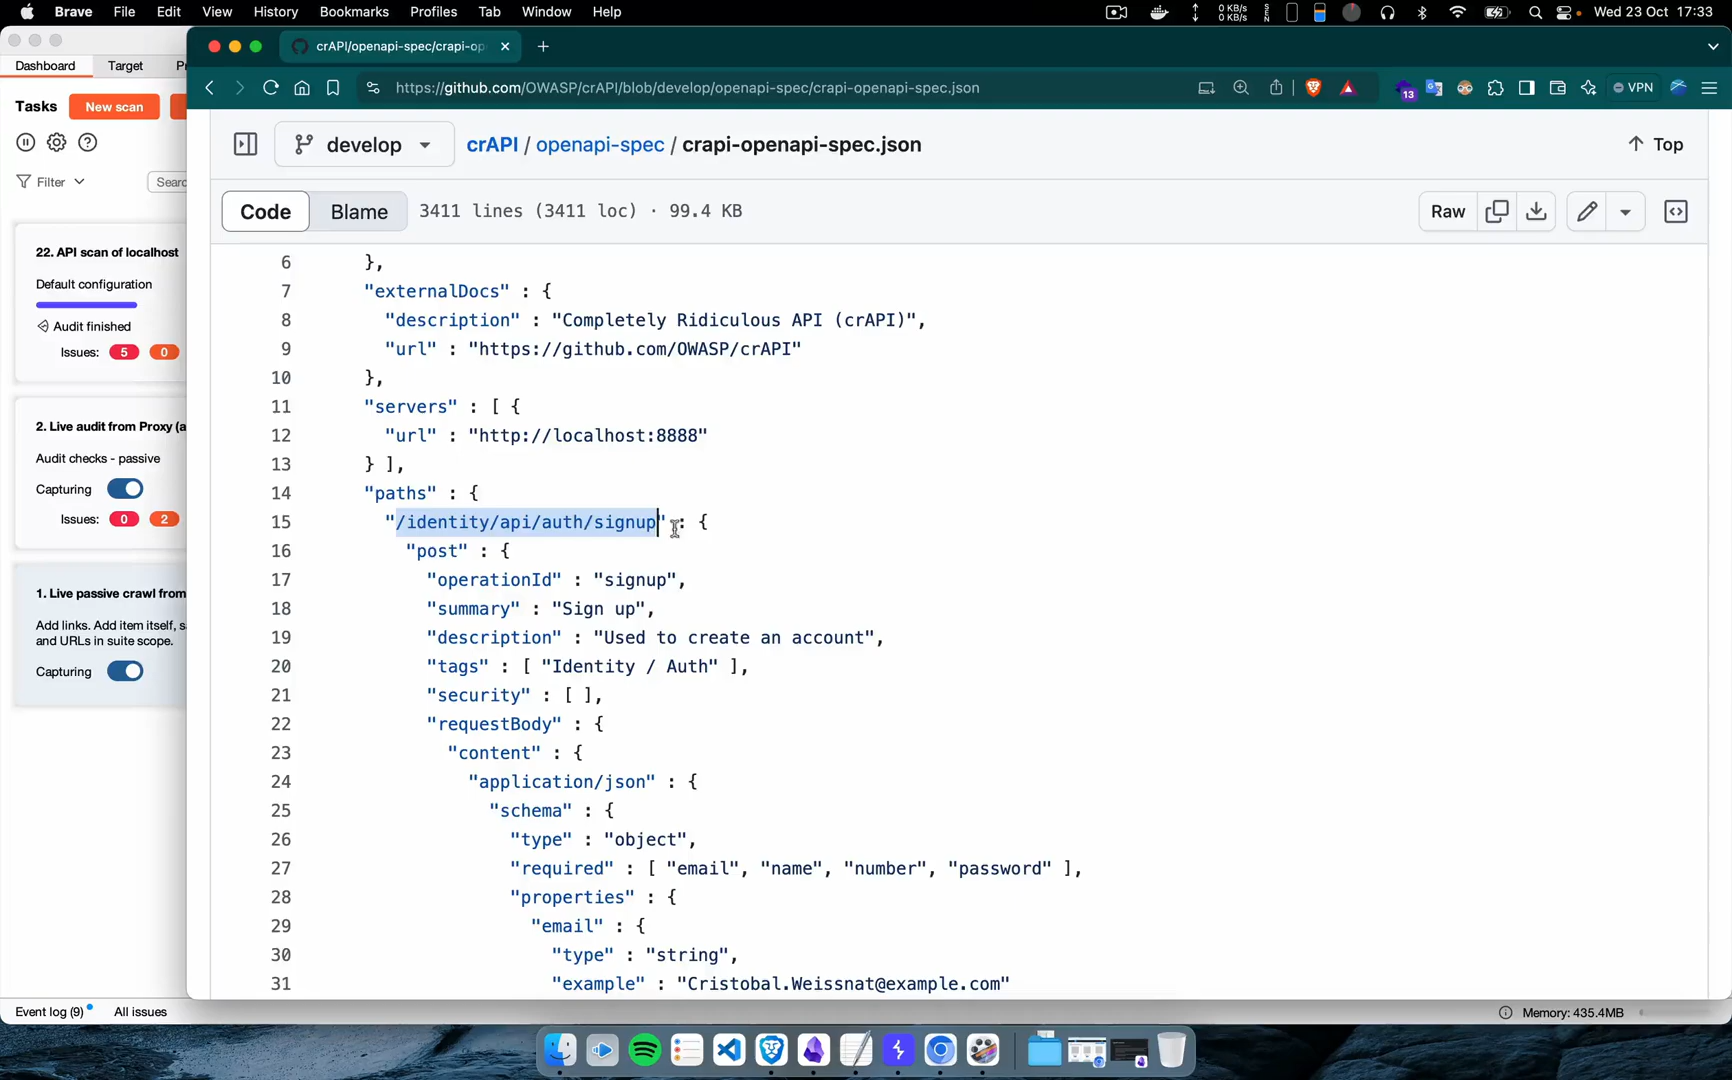 Brave File Edit View History Bookmarks Profiles Tab Window Help
0 KB/s
0 KB/s
SEN
Wed 23 Oct 17:33
Dashboard Target
crAPI/openapi-spec/crapi-op
https://github.com/OWASP/crAPI/blob/develop/openapi-spec/crapi-openapi-spec.json
13
VPN
Tasks New scan
Filter
Searc
22. API scan of localhost
Default configuration
Audit finished
Issues: 5 0
2. Live audit from Proxy (a
Audit checks - passive
Capturing
Issues: 0 2
1. Live passive crawl from
Add links. Add item itself, s
and URLs in suite scope.
Capturing
develop crAPI / openapi-spec / crapi-openapi-spec.json Top
Code Blame 3411 lines (3411 loc) · 99.4 KB Raw
6 },
7 "externalDocs" : {
8 "description" : "Completely Ridiculous API (crAPI)",
9 "url" : "https://github.com/OWASP/crAPI"
10 },
11 "servers" : [ {
12 "url" : "http://localhost:8888"
13 } ],
14 "paths" : {
15 "/identity/api/auth/signup" : {
16 "post" : {
17 "operationId" : "signup",
18 "summary" : "Sign up",
19 "description" : "Used to create an account",
20 "tags" : [ "Identity / Auth" ],
21 "security" : [ ],
22 "requestBody" : {
23 "content" : {
24 "application/json" : {
25 "schema" : {
26 "type" : "object",
27 "required" : [ "email", "name", "number", "password" ],
28 "properties" : {
29 "email" : {
30 "type" : "string",
31 "example" : "Cristobal.Weissnat@example.com"
Event log (9) All issues Memory: 435.4MB